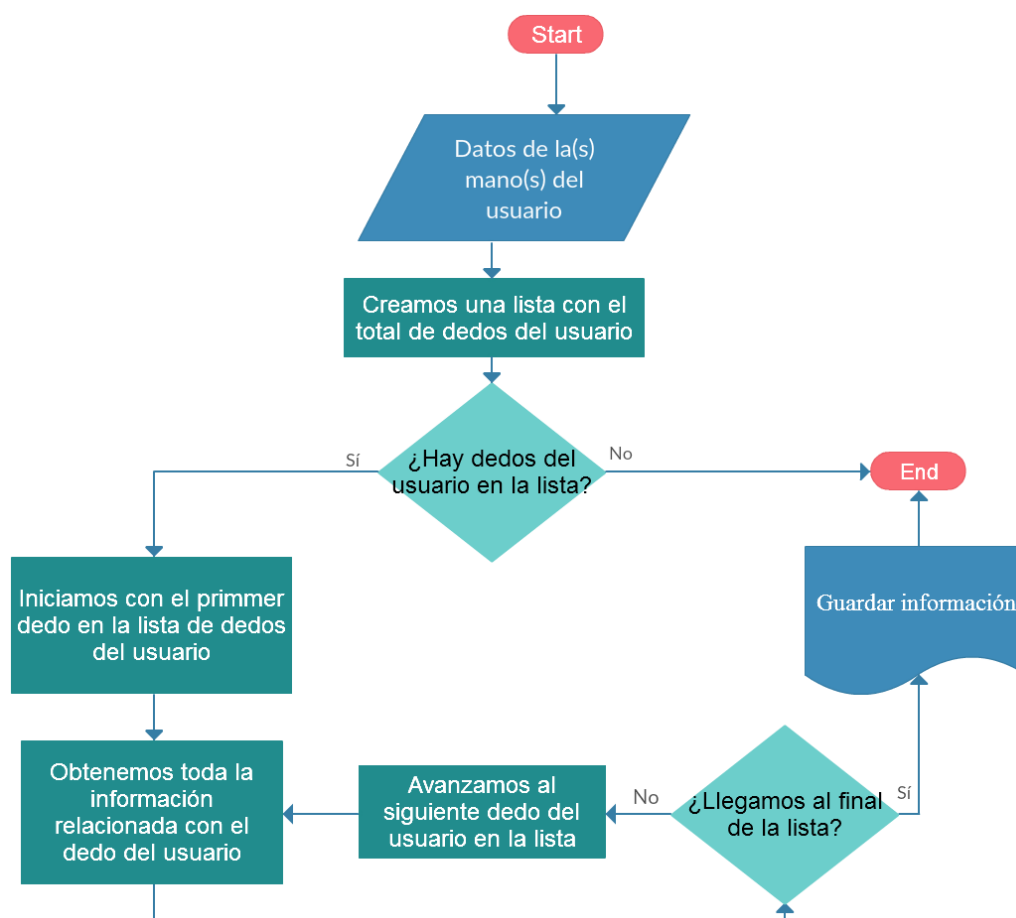 Start
Datos de la(s)
mano(s) del
usuario
Creamos una lista con el
total de dedos del usuario
¿Hay dedos del
usuario en la lista?
Sí
No
End
Iniciamos con el primmer
dedo en la lista de dedos
del usuario
Guardar información
Obtenemos toda la
información
relacionada con el
dedo del usuario
Avanzamos al
siguiente dedo del
usuario en la lista
No
¿Llegamos al final
de la lista?
Sí